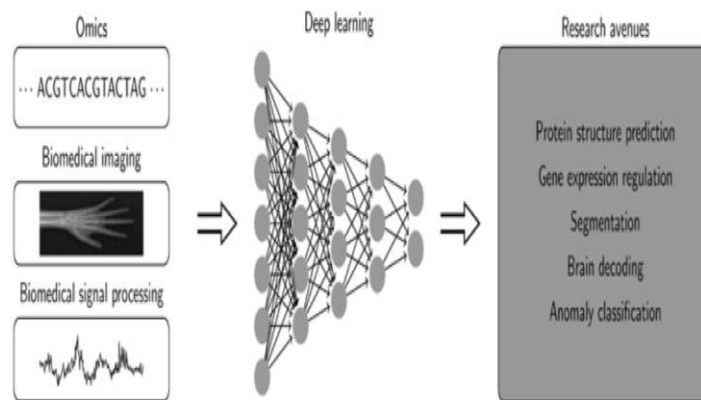 Omics
··· ACGTCACGTACTAG ···
Biomedical imaging
Biomedical signal processing
Deep learning
Research avenues
Protein structure prediction
Gene expression regulation
Segmentation
Brain decoding
Anomaly classification